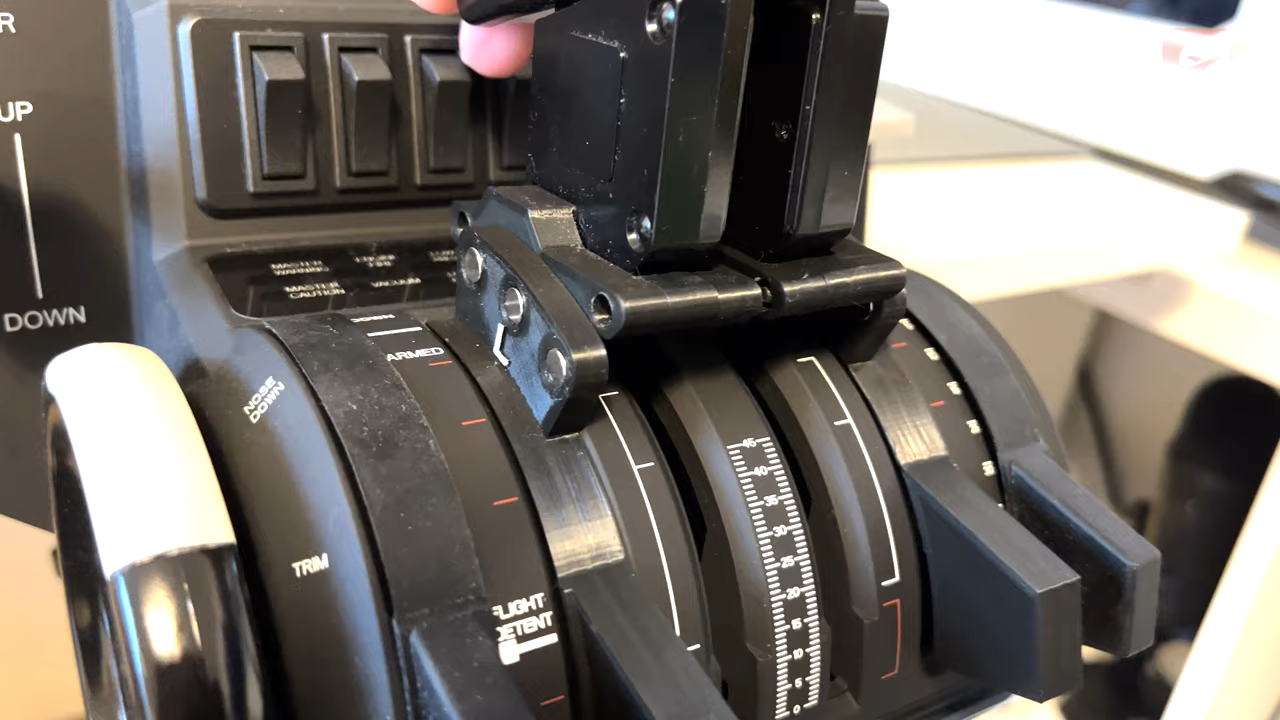 R
UP
DOWN
MASTER
WARNING
MASTER
CAUTION
VACUUM
DOWN
ARMED
NOSE
DOWN
TRIM
FLIGHT
DETENT
45
40
35
30
25
20
15
10
5
0